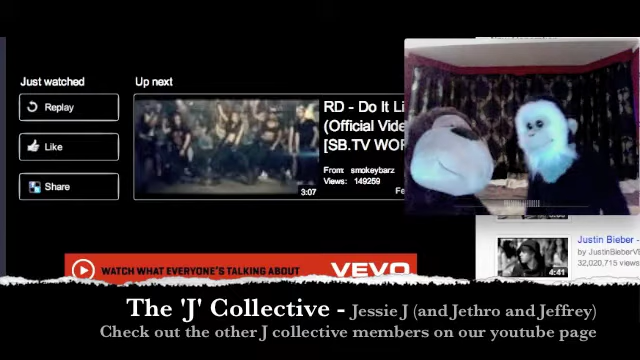 Just watched
Up next
Replay
Like
Share
RD - Do It Li
(Official Vide
[SB.TV WOR
From: smokeybarz
Views: 149259
Fe
3:07
Justin Bieber -
by JustinBieberVE
32,020,715 views
4:41
WATCH WHAT EVERYONE'S TALKING ABOUT
VEVO
The 'J' Collective - Jessie J (and Jethro and Jeffrey)
Check out the other J collective members on our youtube page